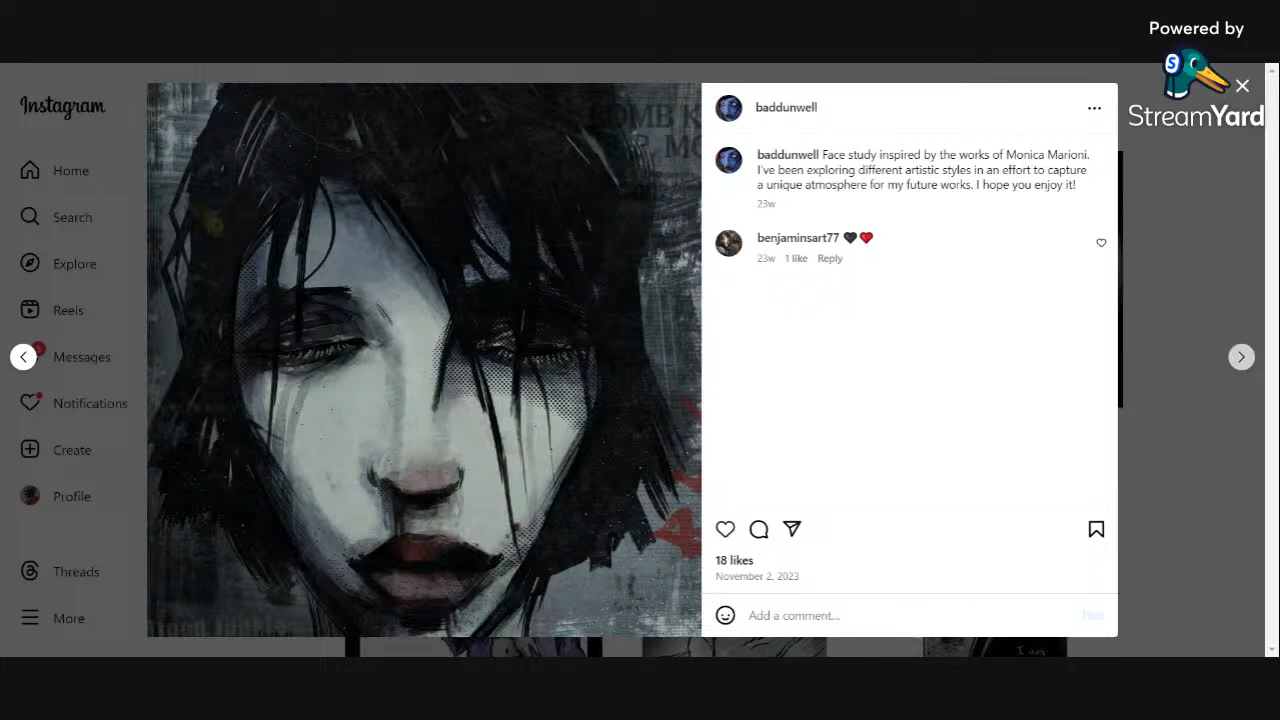 Powered by
StreamYard
Instagram
Home
Search
Explore
Reels
Messages
Notifications
Create
Profile
Threads
More
baddunwell
baddunwell Face study inspired by the works of Monica Marioni.
I've been exploring different artistic styles in an effort to capture
a unique atmosphere for my future works. I hope you enjoy it!
23w
benjaminsart77 🖤❤️
23w 1 like Reply
18 likes
November 2, 2023
Add a comment...
Post
I am